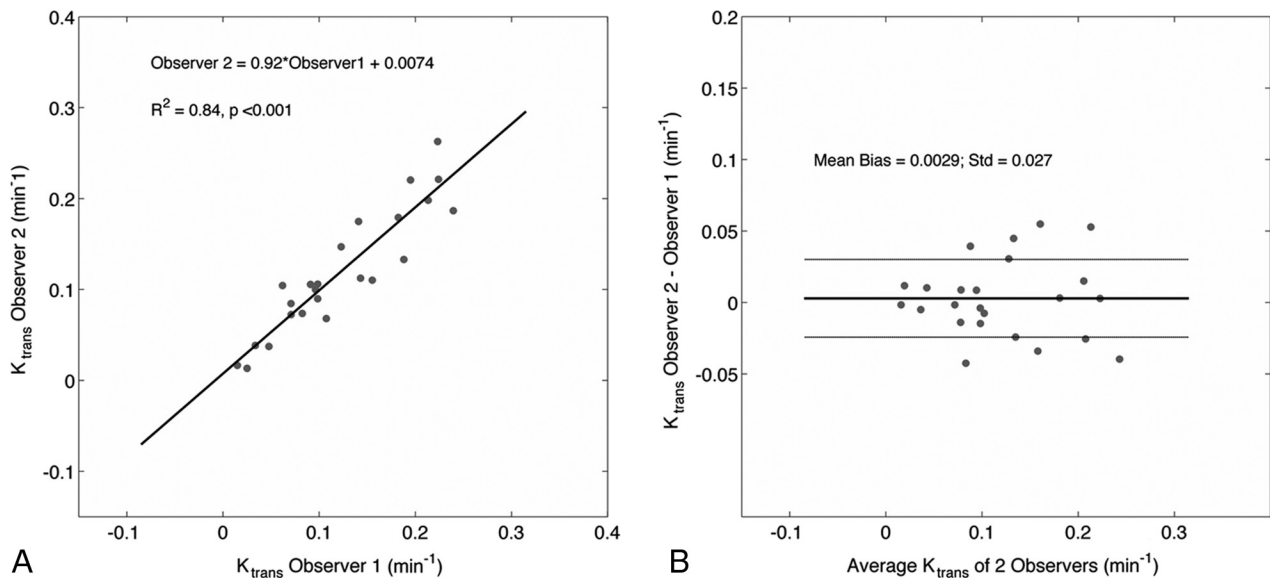 0.4
0.3
0.2
0.1
0
-0.1
K_trans Observer 2 (min-1)
Observer 2 = 0.92*Observer1 + 0.0074
R² = 0.84, p <0.001
-0.1 0 0.1 0.2 0.3 0.4
K_trans Observer 1 (min⁻¹)
A
0.2
0.15
0.1
0.05
0
-0.05
K_trans Observer 2 - Observer 1 (min⁻¹)
Mean Bias = 0.0029; Std = 0.027
-0.1 0 0.1 0.2 0.3
Average K_trans of 2 Observers (min⁻¹)
B